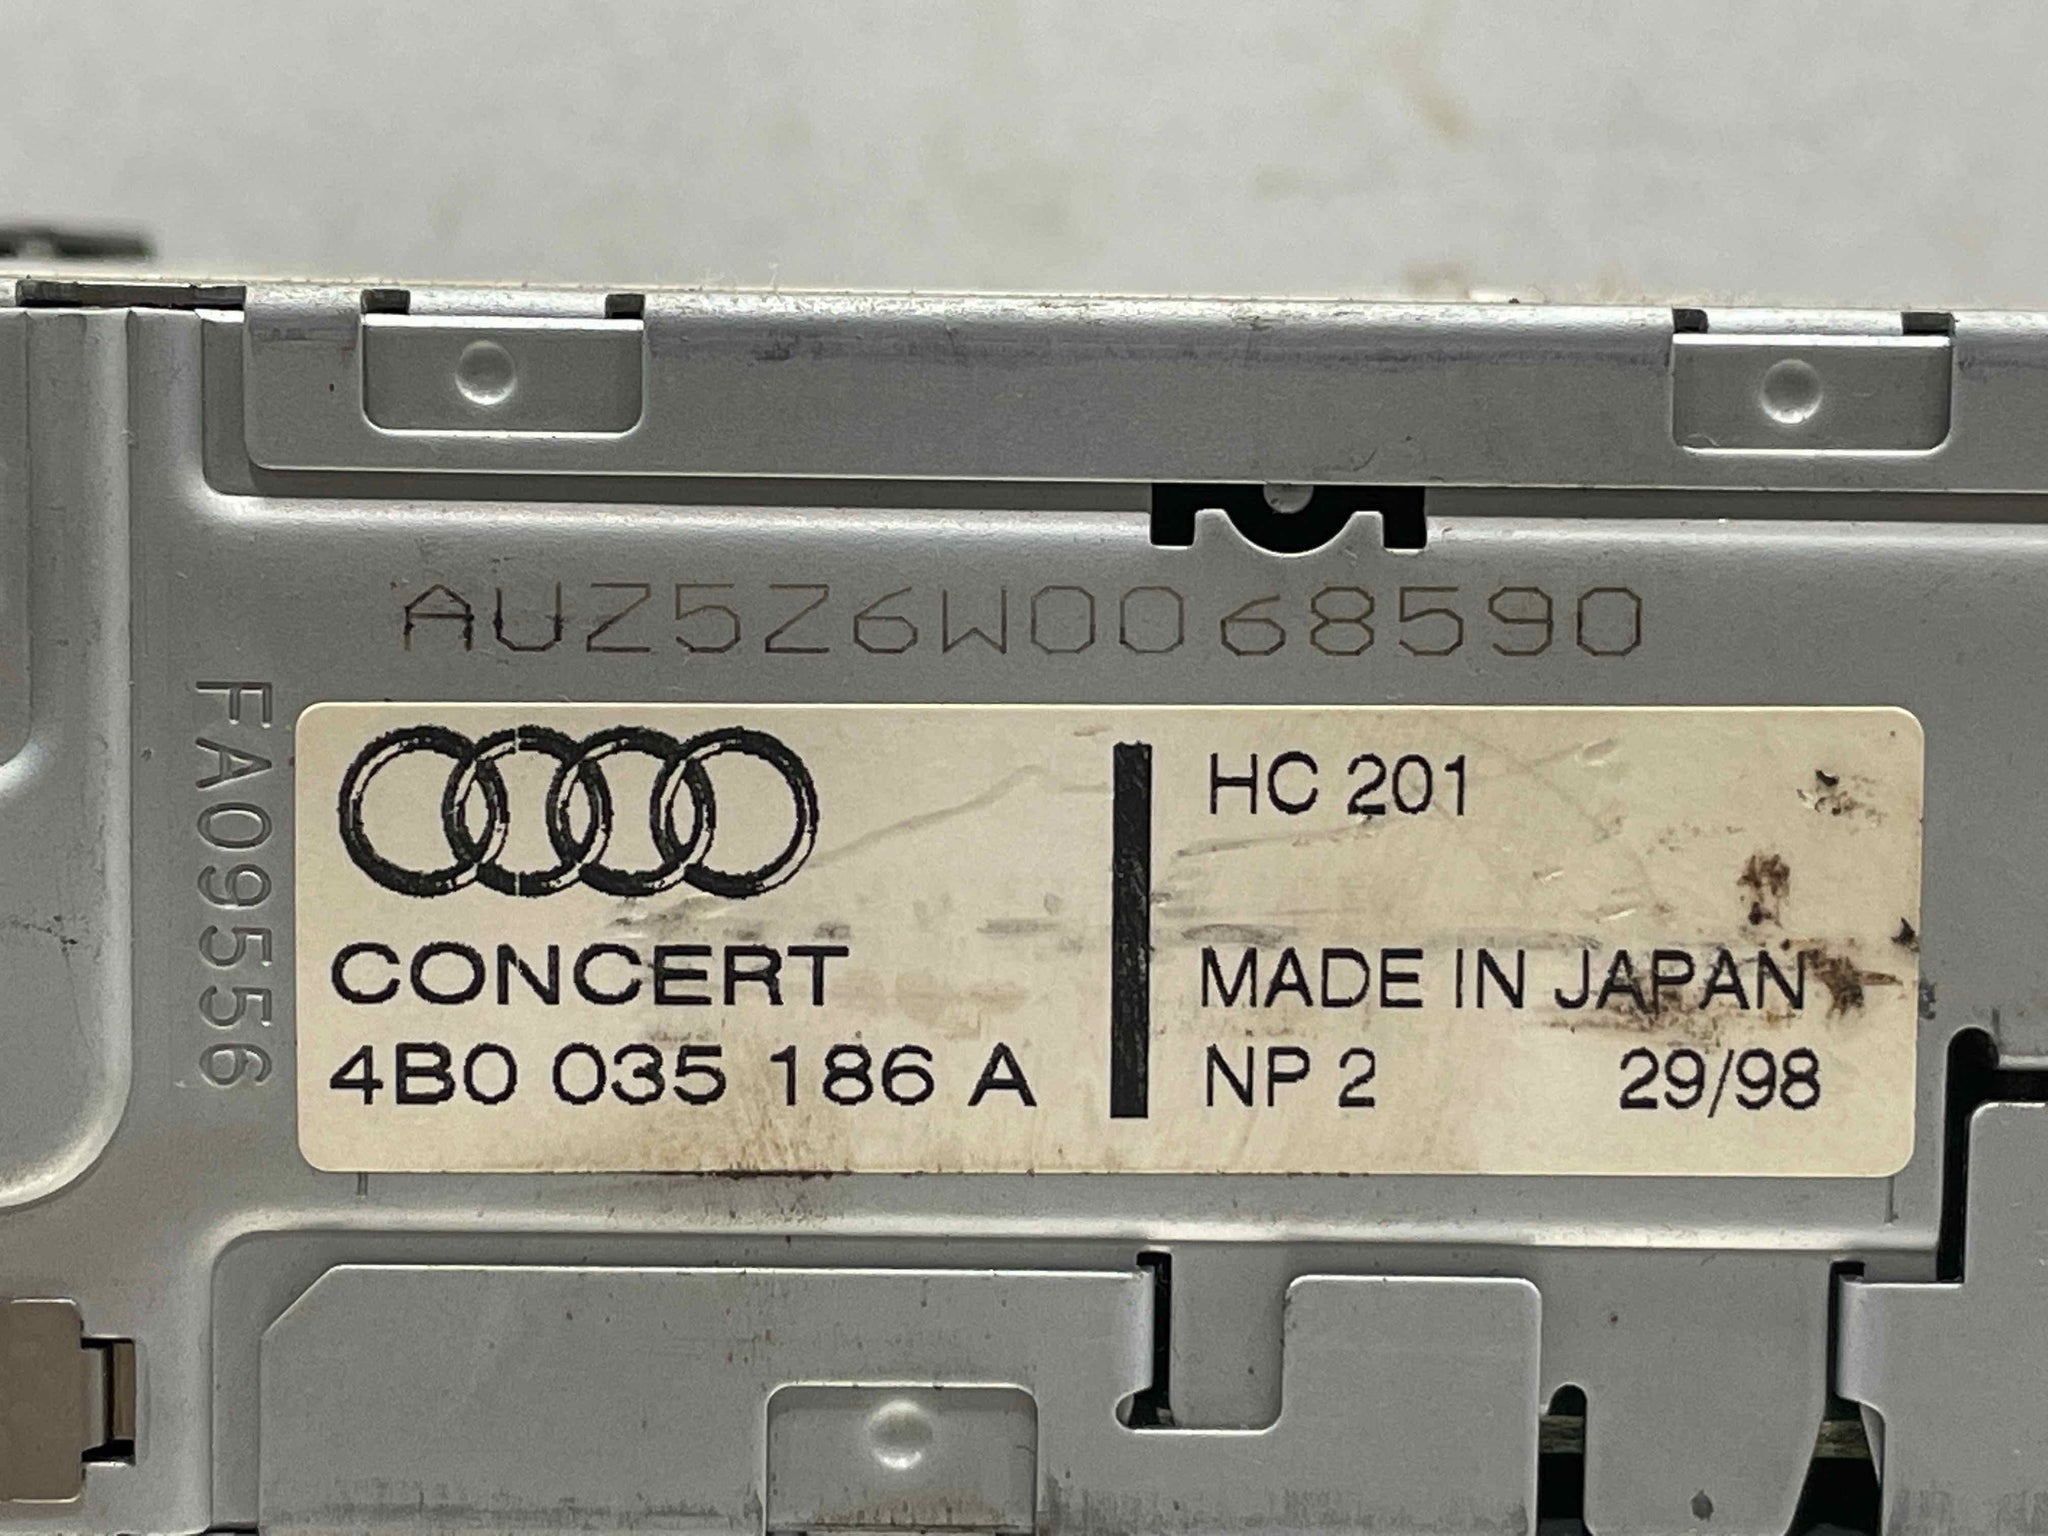 AUZ5Z6W0068590
FA09556
HC 201
CONCERT
MADE IN JAPAN
4B0 035 186 A
NP 2 29/98